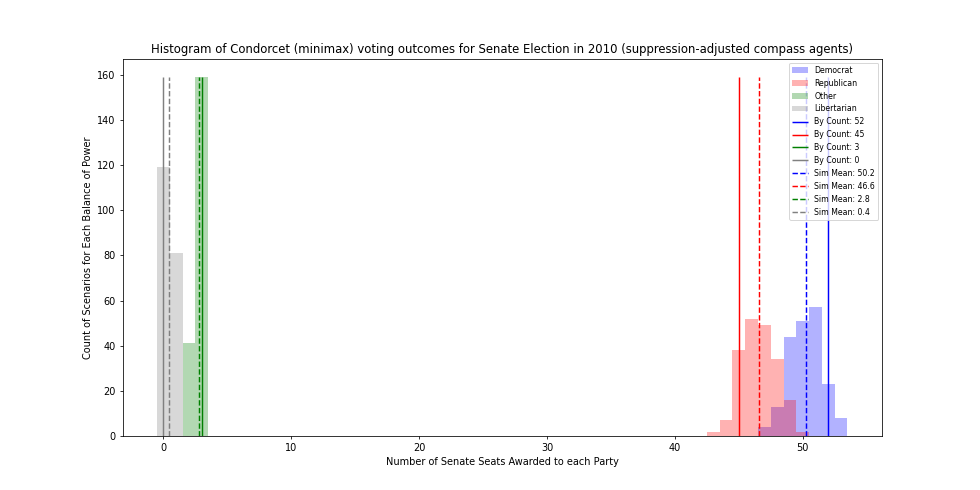 Histogram of Condorcet (minimax) voting outcomes for Senate Election in 2010 (suppression-adjusted compass agents)
Count of Scenarios for Each Balance of Power
160
140
120
100
80
60
40
20
0
Democrat
Republican
Other
Libertarian
By Count: 52
By Count: 45
By Count: 3
By Count: 0
Sim Mean: 50.2
Sim Mean: 46.6
Sim Mean: 2.8
Sim Mean: 0.4
0
10
20
30
40
50
Number of Senate Seats Awarded to each Party